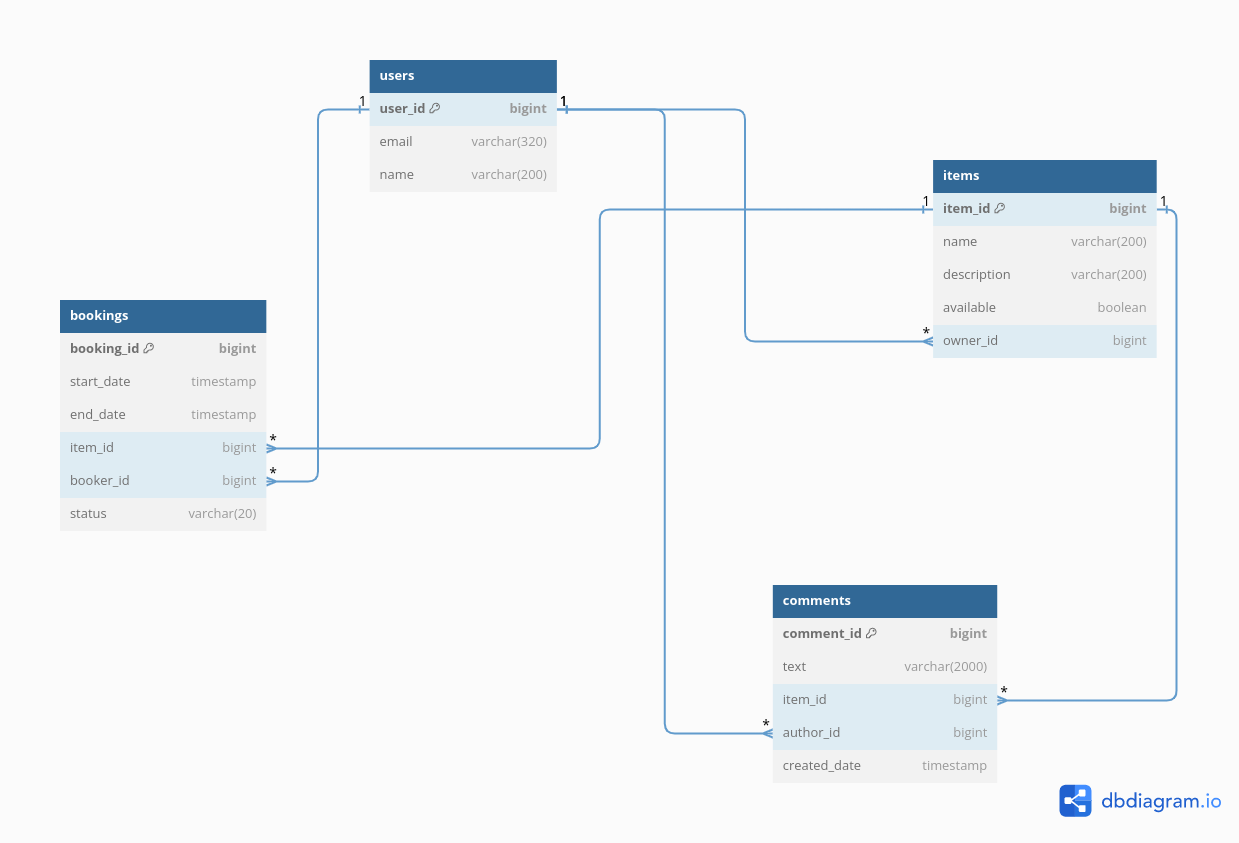 users
1 user_id bigint 1
email varchar(320)
name varchar(200)
items
1 item_id bigint 1
name varchar(200)
description varchar(200)
available boolean
* owner_id bigint
bookings
booking_id bigint
start_date timestamp
end_date timestamp
item_id bigint *
booker_id bigint *
status varchar(20)
comments
comment_id bigint
text varchar(2000)
item_id bigint *
* author_id bigint
created_date timestamp
dbdiagram.io